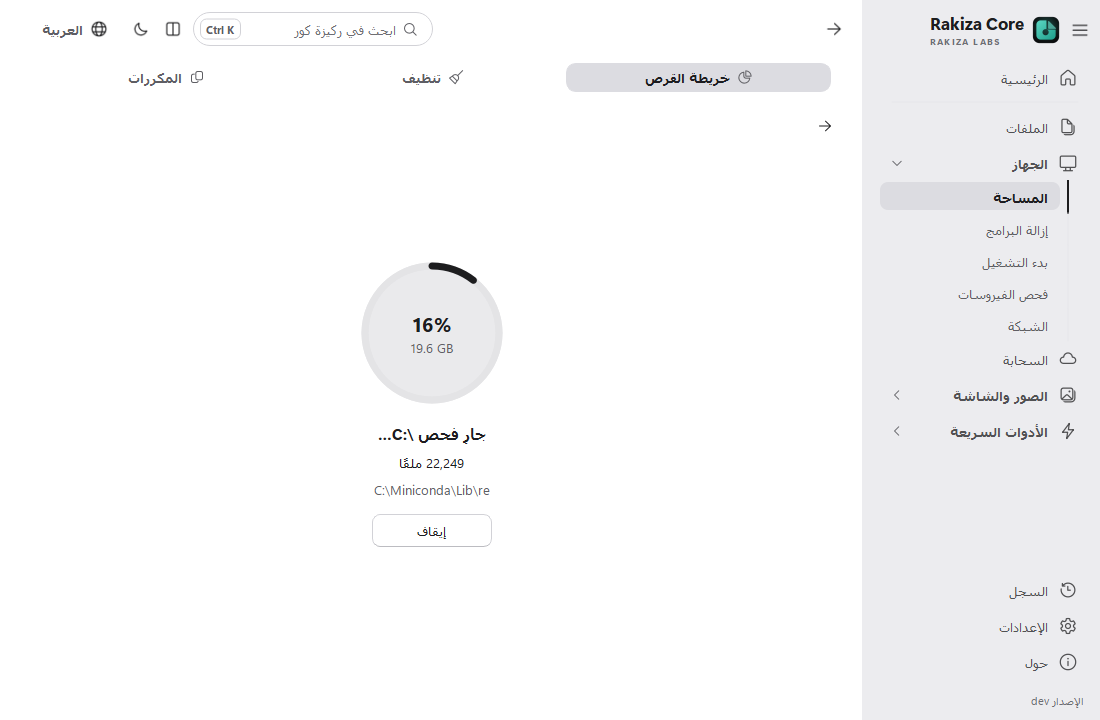 Rakiza Core
RAKIZA LABS
الرئيسية
الملفات
الجهاز
المساحة
إزالة البرامج
بدء التشغيل
فحص الفيروسات
الشبكة
السحابة
الصور والشاشة
الأدوات السريعة
السجل
الإعدادات
حول
الإصدار dev
ابحث في ركيزة كور
Ctrl K
العربية
خريطة القرص
تنظيف
المكررات
16%
19.6 GB
جارٍ فحص C:\‎...
22,249 ملفًا
C:\Miniconda\Lib\re
إيقاف